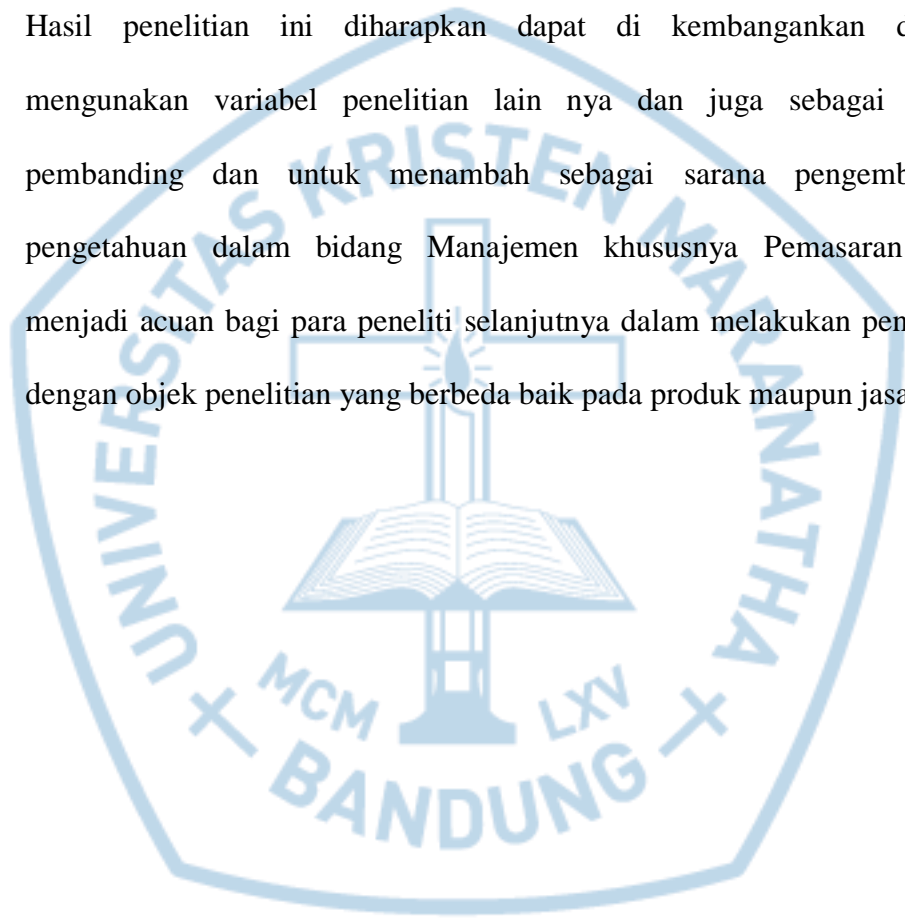 Hasil penelitian ini diharapkan dapat di kembangankan
mengunakan variabel penelitian lain nya dan juga sebagai
pembanding dan untuk menambah sebagai sarana
pengetahuan dalam bidang Manajemen khususnya Pemasaran
menjadi acuan bagi para peneliti selanjutnya dalam melakukan
dengan objek penelitian yang berbeda baik pada produk maupun jasa
UNIVERSITAS KRISTEN MARANATHA
MCM LXV
BANDUNG